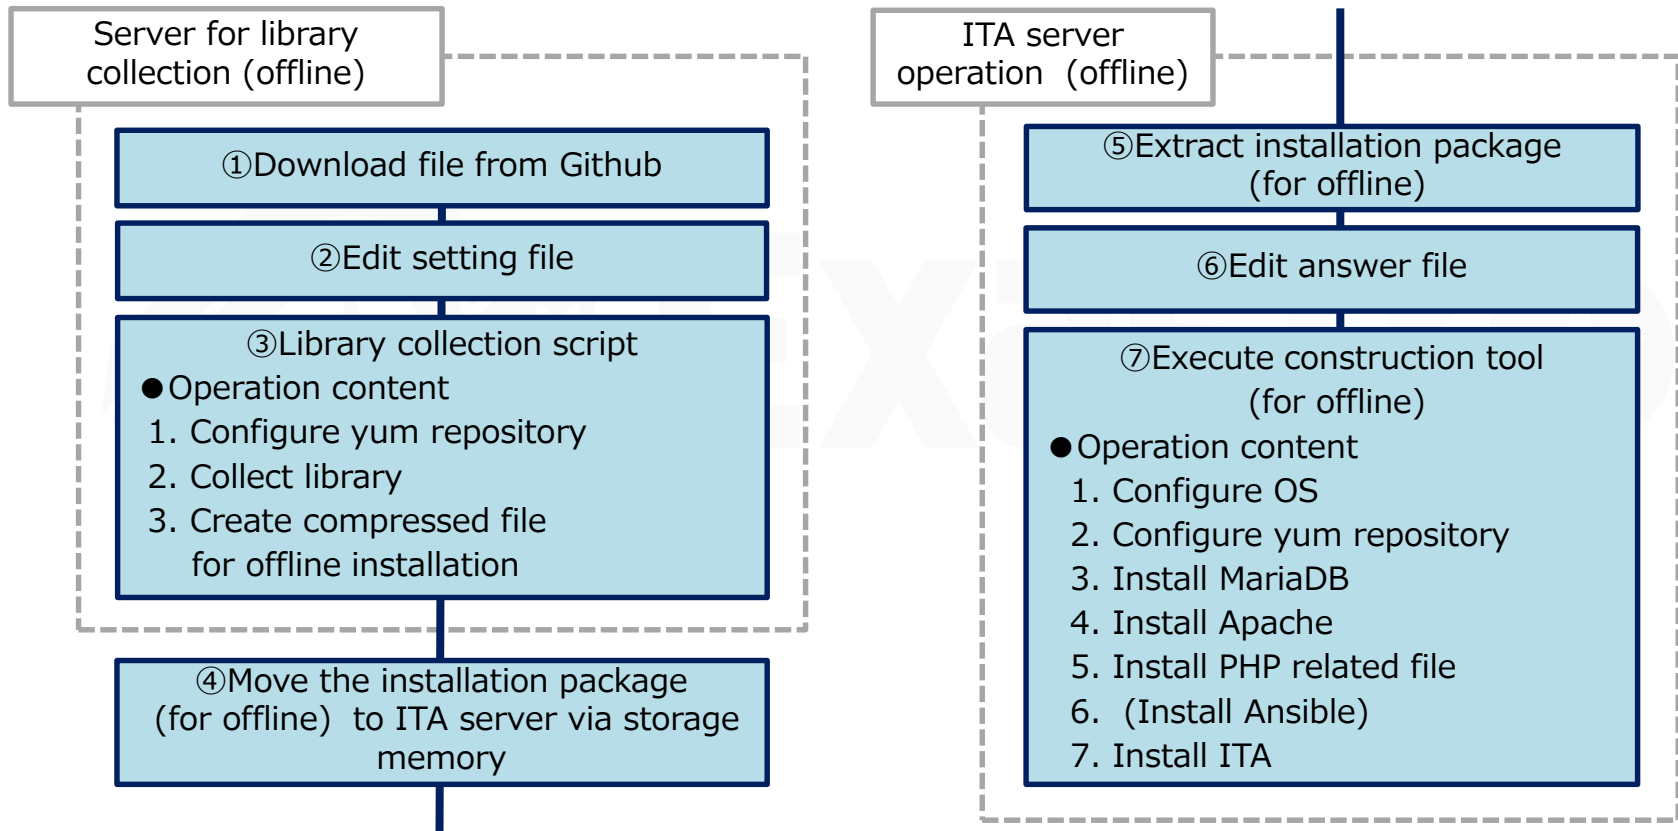 Server for library
collection (offline)
①Download file from Github
②Edit setting file
③Library collection script
●Operation content
1. Configure yum repository
2. Collect library
3. Create compressed file
for offline installation
④Move the installation package
(for offline) to ITA server via storage
memory
ITA server
operation (offline)
⑤Extract installation package
(for offline)
⑥Edit answer file
⑦Execute construction tool
(for offline)
●Operation content
1. Configure OS
2. Configure yum repository
3. Install MariaDB
4. Install Apache
5. Install PHP related file
6. (Install Ansible)
7. Install ITA